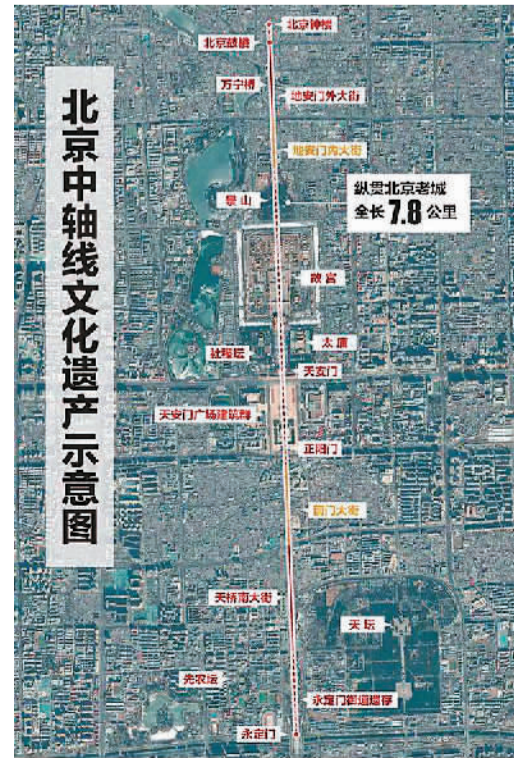 北京中轴线文化遗产示意图
北京钟楼
北京鼓楼
万宁桥
地安门外大街
地安门内大街
景山
纵贯北京老城
全长7.8公里
故宫
社稷坛
太庙
天安门
天安门广场建筑群
正阳门
前门大街
天桥南大街
天坛
先农坛
永定门御道遗存
永定门